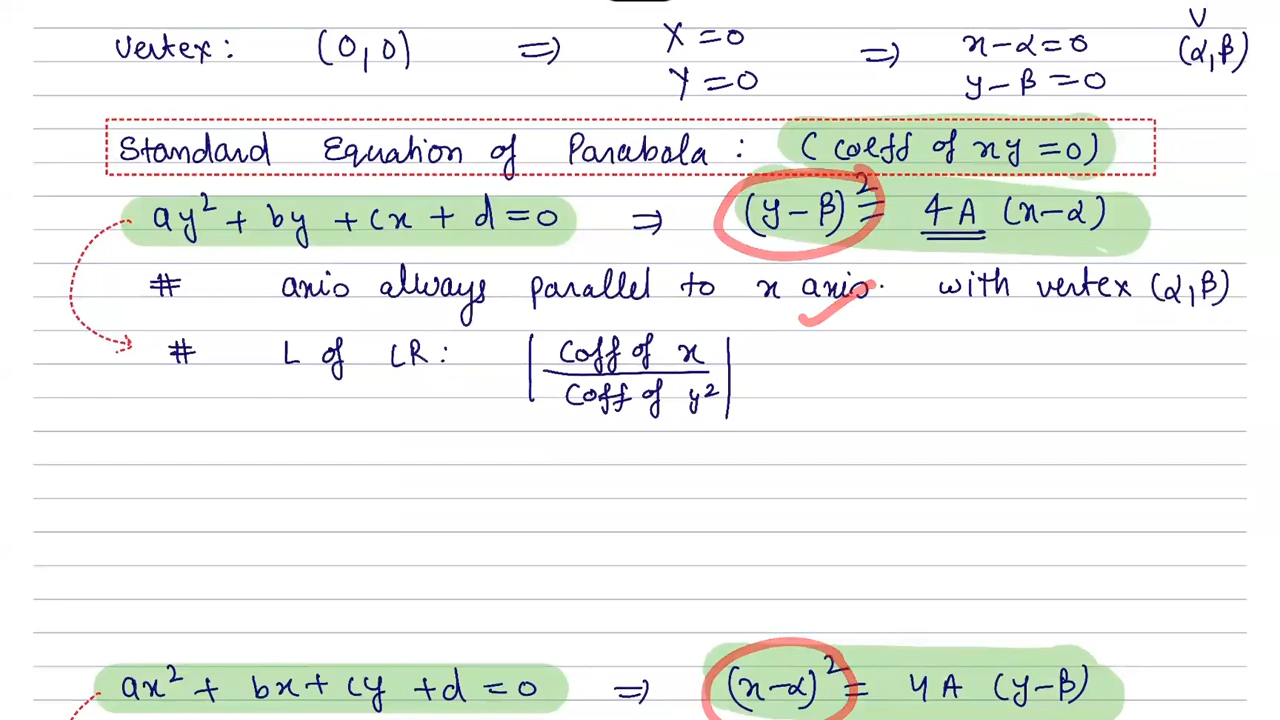 Vertex : (0,0) ⇒ X=0 ⇒ x-α=0 V
Y=0 y-β=0 (α,β)
Standard Equation of Parabola : (coeff of xy=0)
ay² + by + cx + d = 0 ⇒ (y-β)² = 4A (x-α)
# axis always parallel to x axis. with vertex (α,β)
# L of LR : | Coff of x / Coff of y² |
ax² + bx + cy + d = 0 ⇒ (x-α)² = 4A (y-β)